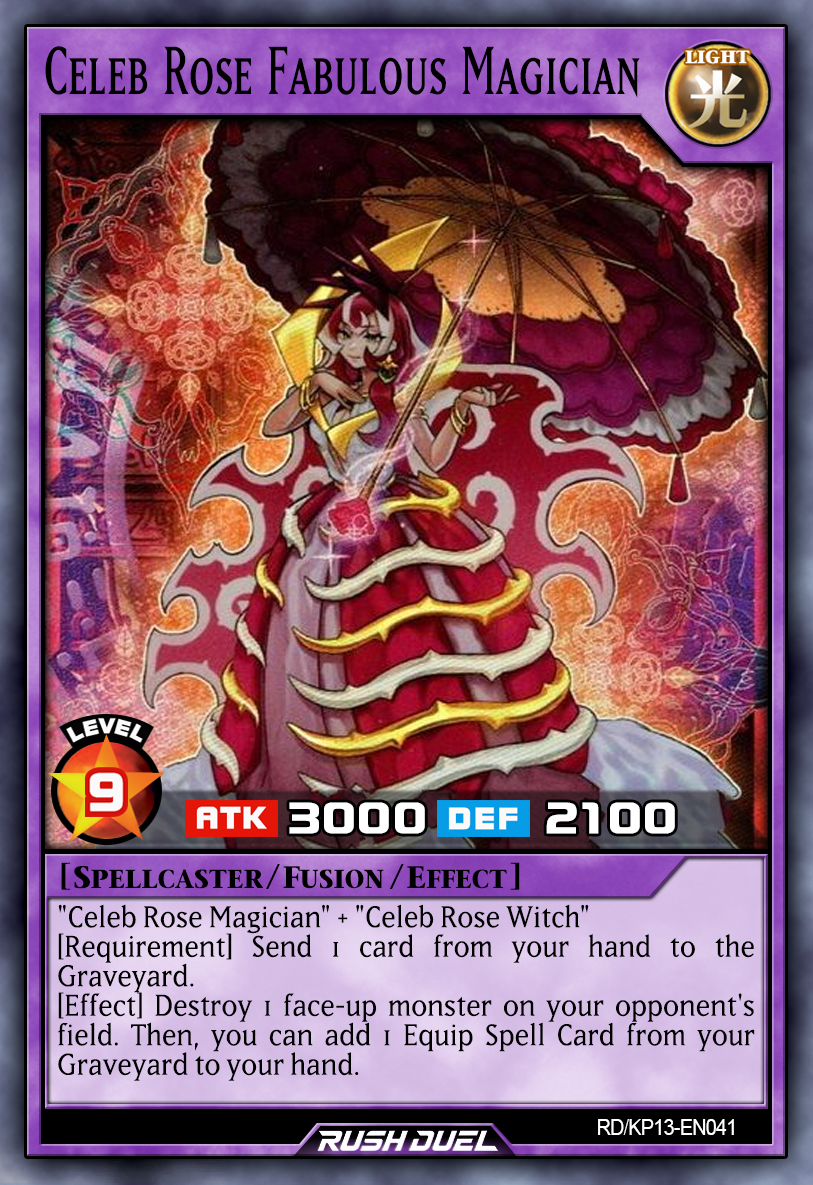 Celeb Rose Fabulous Magician
LIGHT
光
LEVEL
9
ATK 3000 DEF 2100
[Spellcaster/Fusion/Effect]
"Celeb Rose Magician" + "Celeb Rose Witch"
[Requirement] Send 1 card from your hand to the
Graveyard.
[Effect] Destroy 1 face-up monster on your opponent's
field. Then, you can add 1 Equip Spell Card from your
Graveyard to your hand.
RD/KP13-EN041
RUSH DUEL